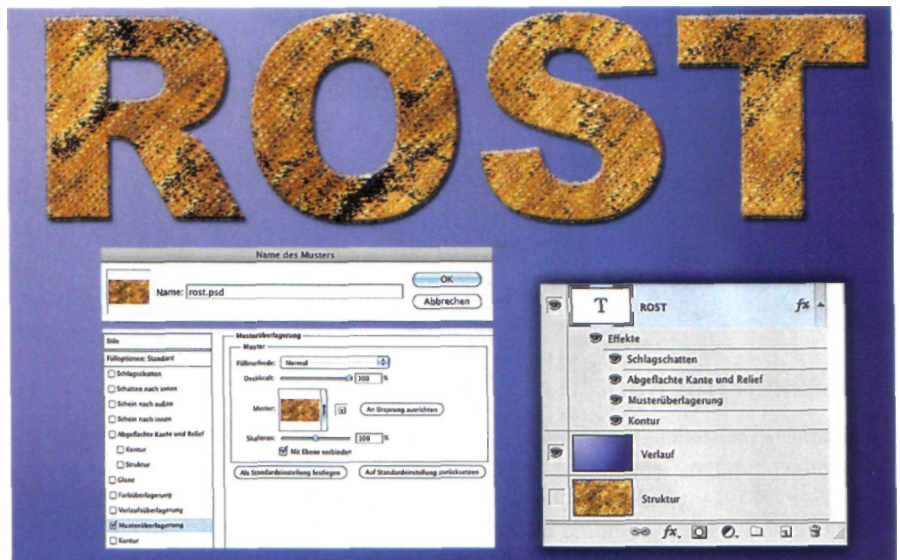 ROST
Name des Musters
Name: rost.psd
OK
Abbrechen
Stile
Fülloptionen: Standard
Schlagschatten
Schatten nach innen
Schein nach außen
Schein nach innen
Abgeflachte Kante und Relief
Kontur
Struktur
Glanz
Farbüberlagerung
Verlaufsüberlagerung
Musterüberlagerung
Kontur
Musterüberlagerung
Muster
Füllmethode: Normal
Deckkraft: 100 %
Muster:
An Ursprung ausrichten
Skalieren: 100 %
Mit Ebene verbinden
Als Standardeinstellung festlegen
Auf Standardeinstellung zurücksetzen
T ROST fx
Effekte
Schlagschatten
Abgeflachte Kante und Relief
Musterüberlagerung
Kontur
Verlauf
Struktur
fx